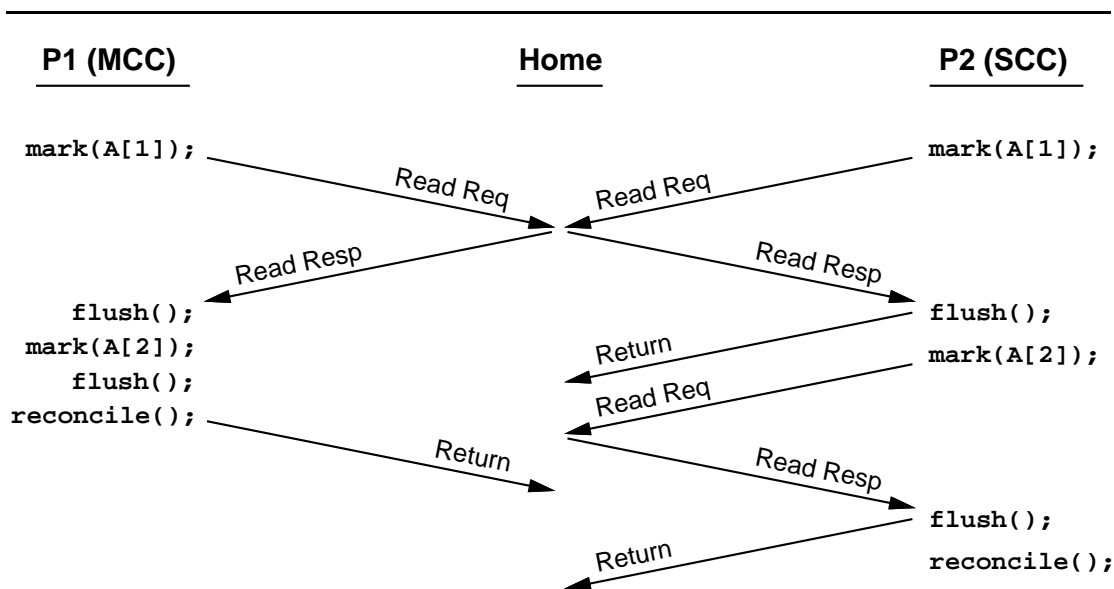 P1 (MCC) Home P2 (SCC)
mark(A[1]); mark(A[1]);
Read Req Read Req
Read Resp Read Resp
flush(); flush();
mark(A[2]); Return mark(A[2]);
flush(); Read Req
reconcile();
Return Read Resp
flush();
Return reconcile();